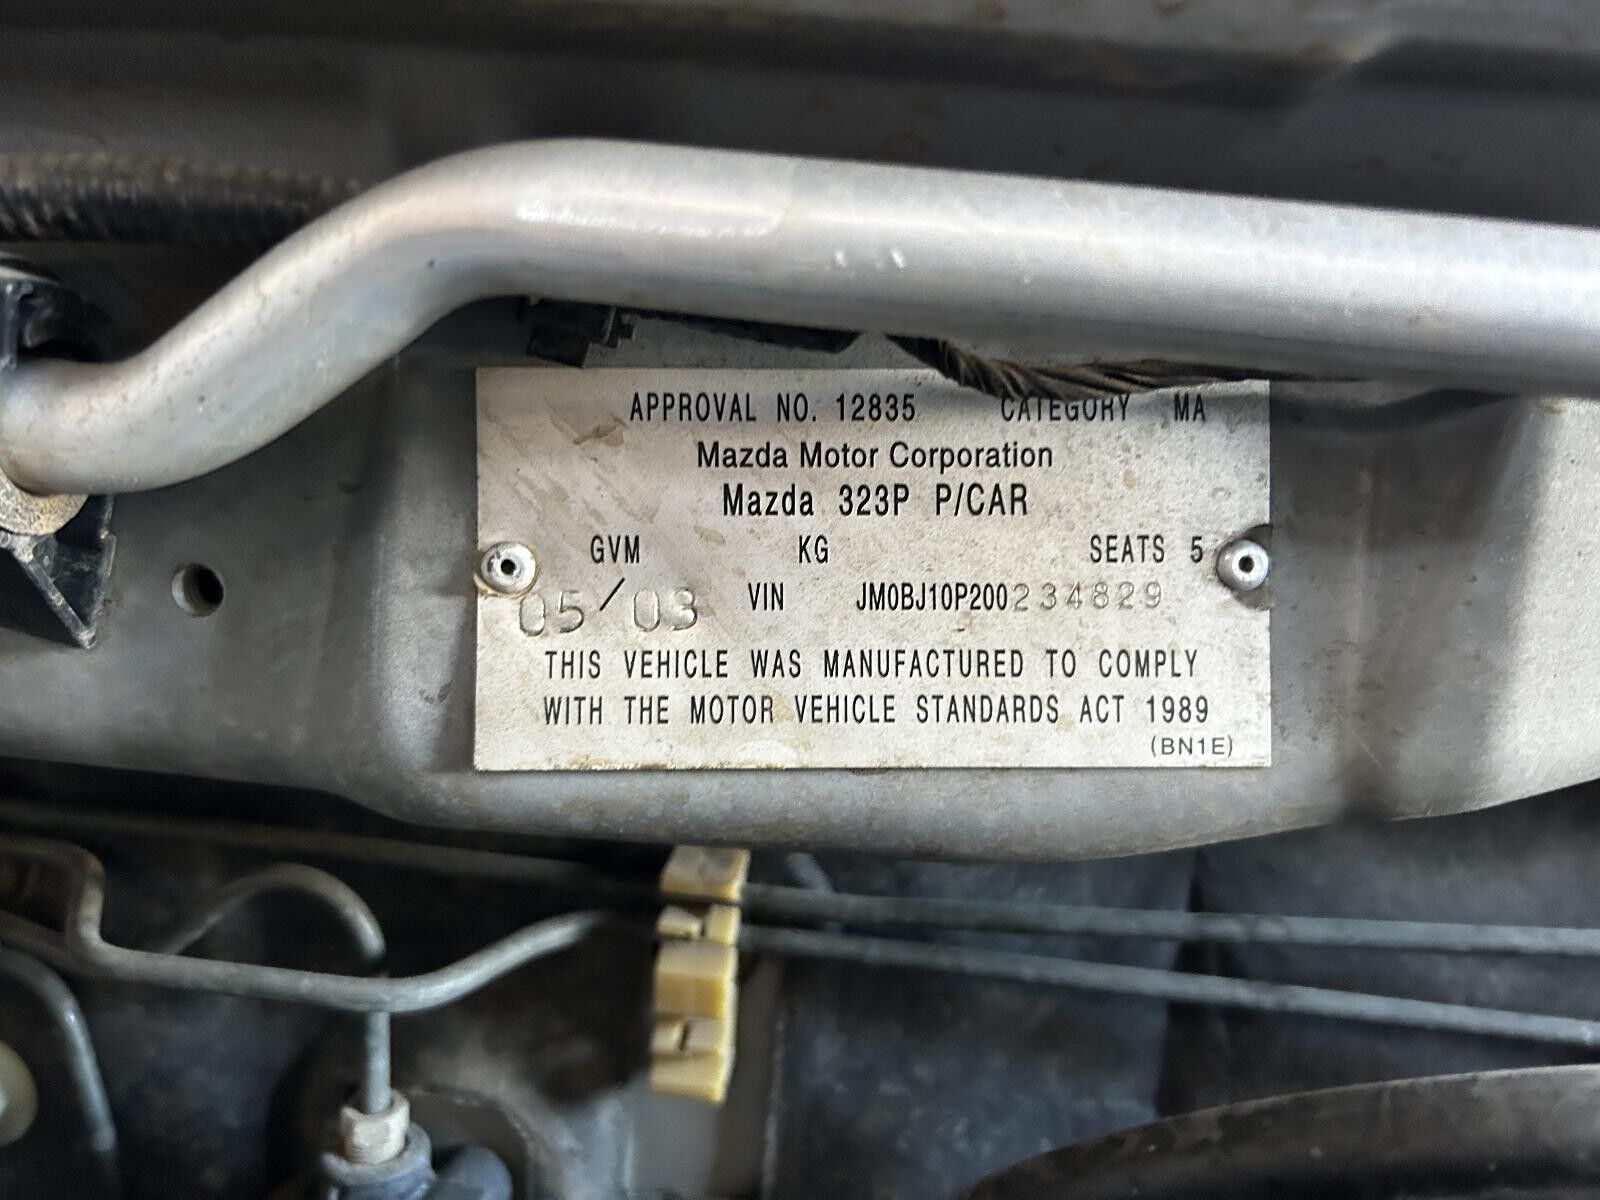 APPROVAL NO. 12835 CATEGORY MA
Mazda Motor Corporation
Mazda 323P P/CAR
GVM KG SEATS 5
05/03 VIN JM0BJ10P200234829
THIS VEHICLE WAS MANUFACTURED TO COMPLY
WITH THE MOTOR VEHICLE STANDARDS ACT 1989
(BN1E)